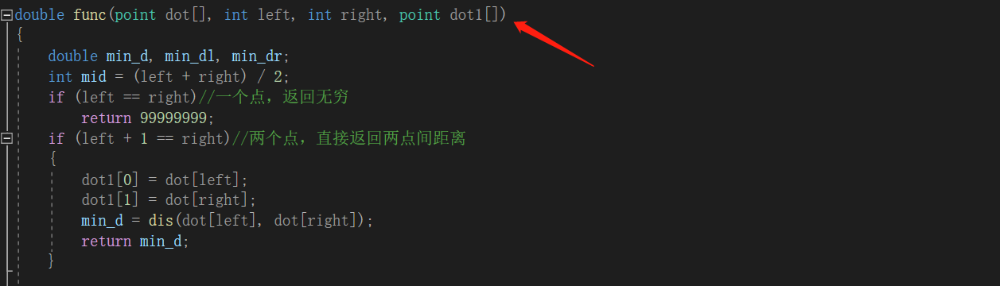 double func(point dot[], int left, int right, point dot1[])
{
double min_d, min_dl, min_dr;
int mid = (left + right) / 2;
if (left == right)//一个点，返回无穷
return 99999999;
if (left + 1 == right)//两个点，直接返回两点间距离
{
dot1[0] = dot[left];
dot1[1] = dot[right];
min_d = dis(dot[left], dot[right]);
return min_d;
}